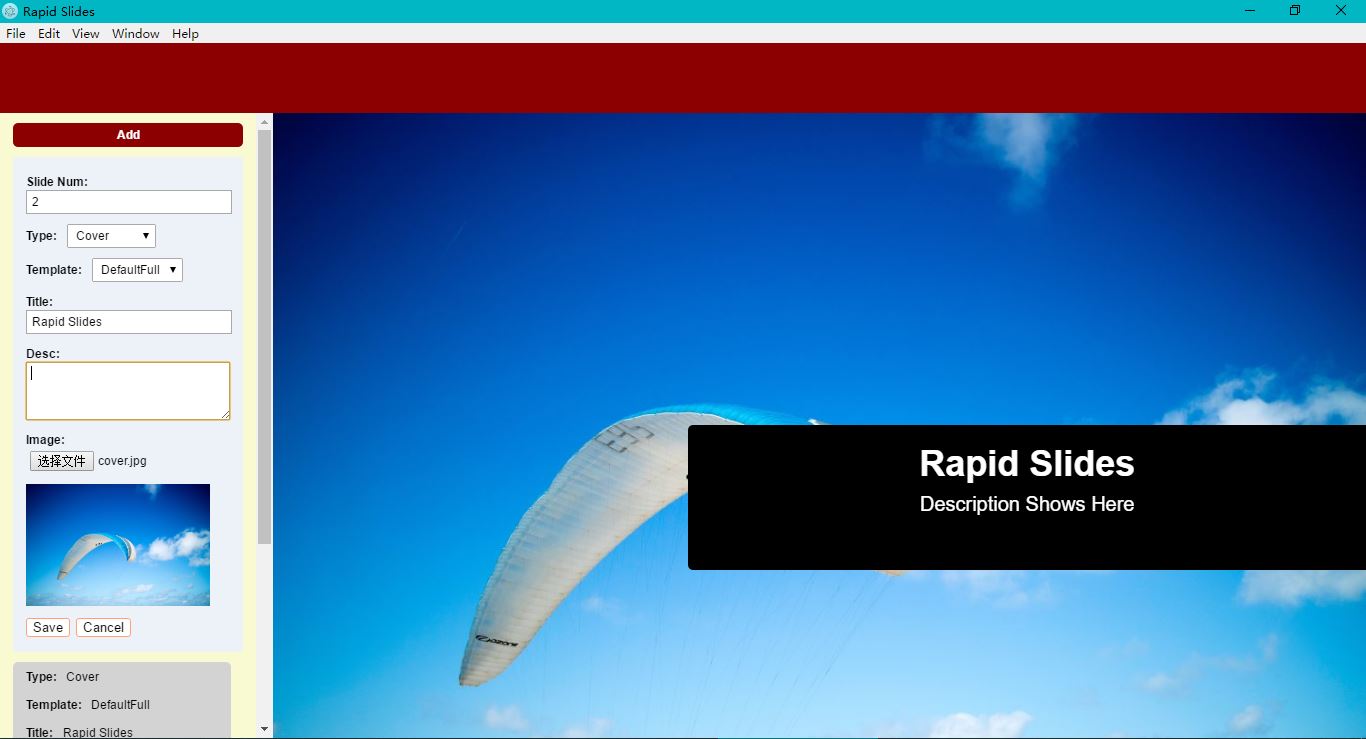 Rapid Slides
File Edit View Window Help
Add
Slide Num:
2
Type: Cover
Template: DefaultFull
Title:
Rapid Slides
Desc:
Image:
选择文件 cover.jpg
Save Cancel
Type: Cover
Template: DefaultFull
Title: Rapid Slides
Rapid Slides
Description Shows Here
OZONE